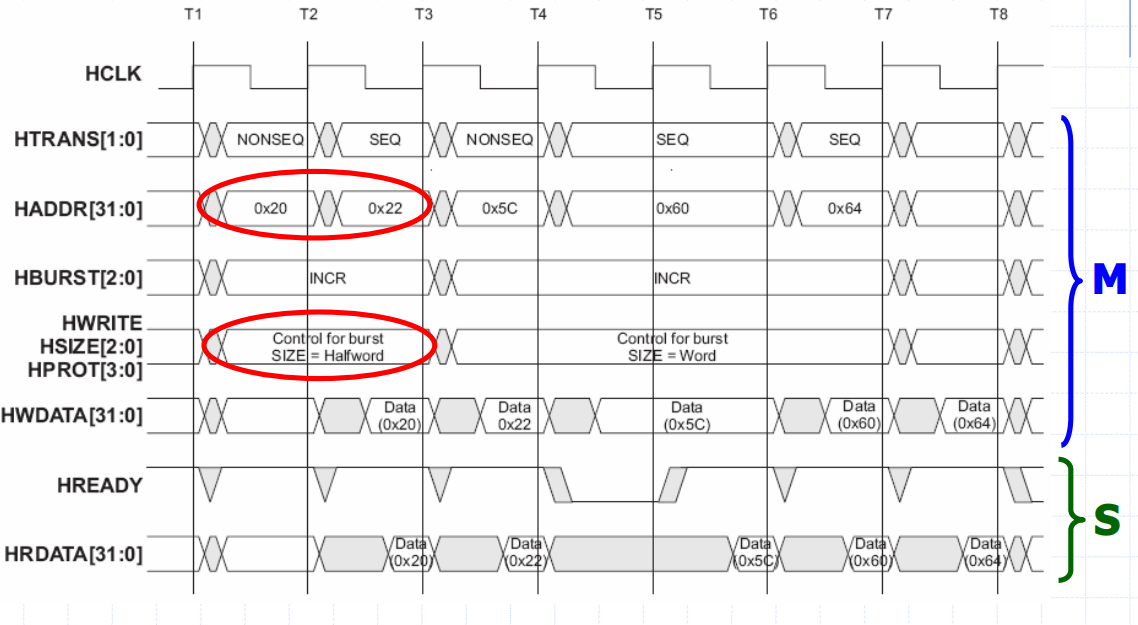 T1 T2 T3 T4 T5 T6 T7 T8
HCLK
HTRANS[1:0] NONSEQ SEQ NONSEQ SEQ SEQ
HADDR[31:0] 0x20 0x22 0x5C 0x60 0x64
HBURST[2:0] INCR INCR
HWRITE
HSIZE[2:0]
HPROT[3:0]
Control for burst
SIZE = Halfword
Control for burst
SIZE = Word
HWDATA[31:0]
Data
(0x20)
Data
0x22
Data
(0x5C)
Data
(0x60)
Data
(0x64)
HREADY
HRDATA[31:0]
Data
(0x20)
Data
(0x22)
Data
(0x5C)
Data
(0x60)
Data
(0x64)
M
S